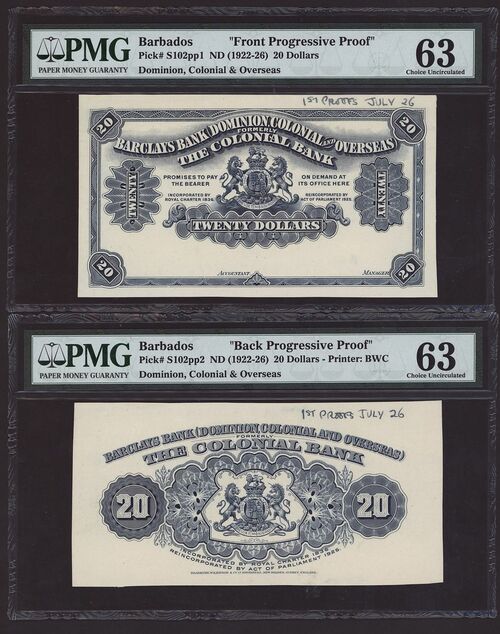 PMG
PAPER MONEY GUARANTY
Barbados "Front Progressive Proof"
Pick# S102pp1 ND (1922-26) 20 Dollars
Dominion, Colonial & Overseas
63
Choice Uncirculated
1ST PROOFS JULY 26
20
20
BARCLAYS BANK (DOMINION, COLONIAL AND OVERSEAS)
FORMERLY
THE COLONIAL BANK
PROMISES TO PAY
THE BEARER
ON DEMAND AT
ITS OFFICE HERE
INCORPORATED BY
ROYAL CHARTER 1836.
REINCORPORATED BY
ACT OF PARLIAMENT 1925.
TWENTY
TWENTY
TWENTY DOLLARS
20
ACCOUNTANT
MANAGER
20
PMG
PAPER MONEY GUARANTY
Barbados "Back Progressive Proof"
Pick# S102pp2 ND (1922-26) 20 Dollars - Printer: BWC
Dominion, Colonial & Overseas
63
Choice Uncirculated
1ST PROOFS JULY 26
BARCLAYS BANK (DOMINION COLONIAL AND OVERSEAS)
FORMERLY
THE COLONIAL BANK
20
20
INCORPORATED BY ROYAL CHARTER 1836.
REINCORPORATED BY ACT OF PARLIAMENT 1925.